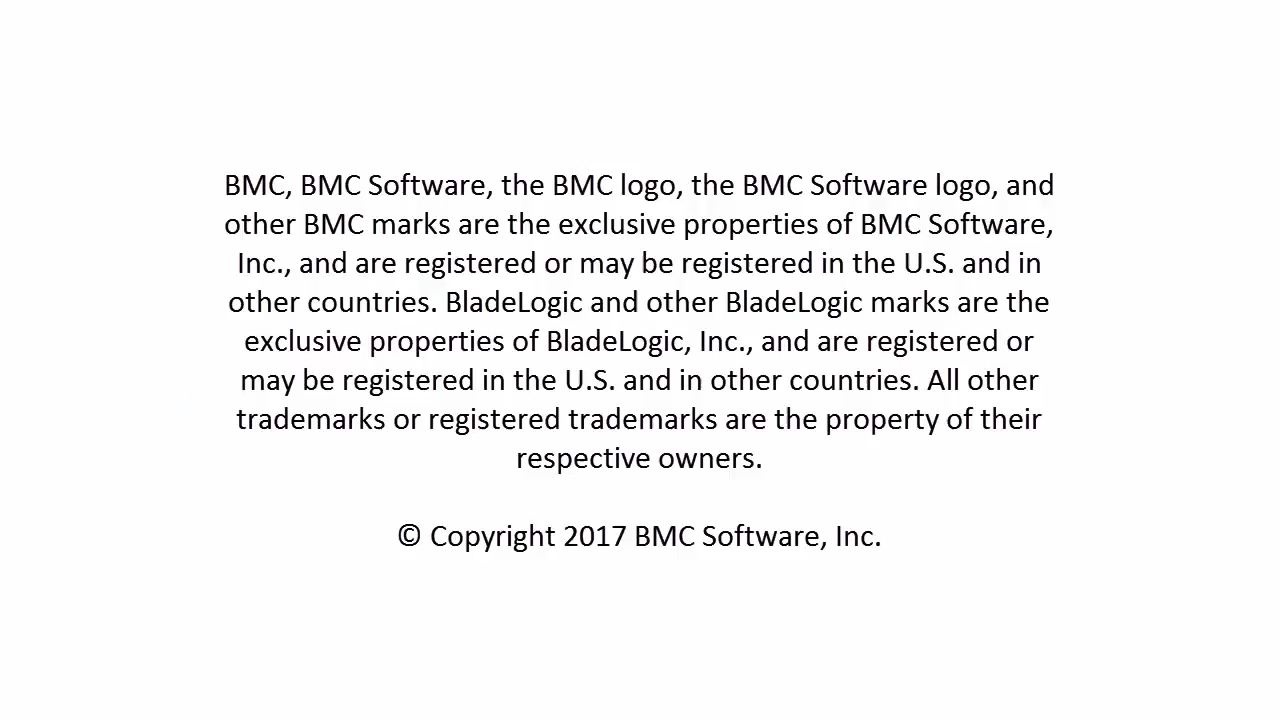 BMC, BMC Software, the BMC logo, the BMC Software logo, and
other BMC marks are the exclusive properties of BMC Software,
Inc., and are registered or may be registered in the U.S. and in
other countries. BladeLogic and other BladeLogic marks are the
exclusive properties of BladeLogic, Inc., and are registered or
may be registered in the U.S. and in other countries. All other
trademarks or registered trademarks are the property of their
respective owners.
© Copyright 2017 BMC Software, Inc.